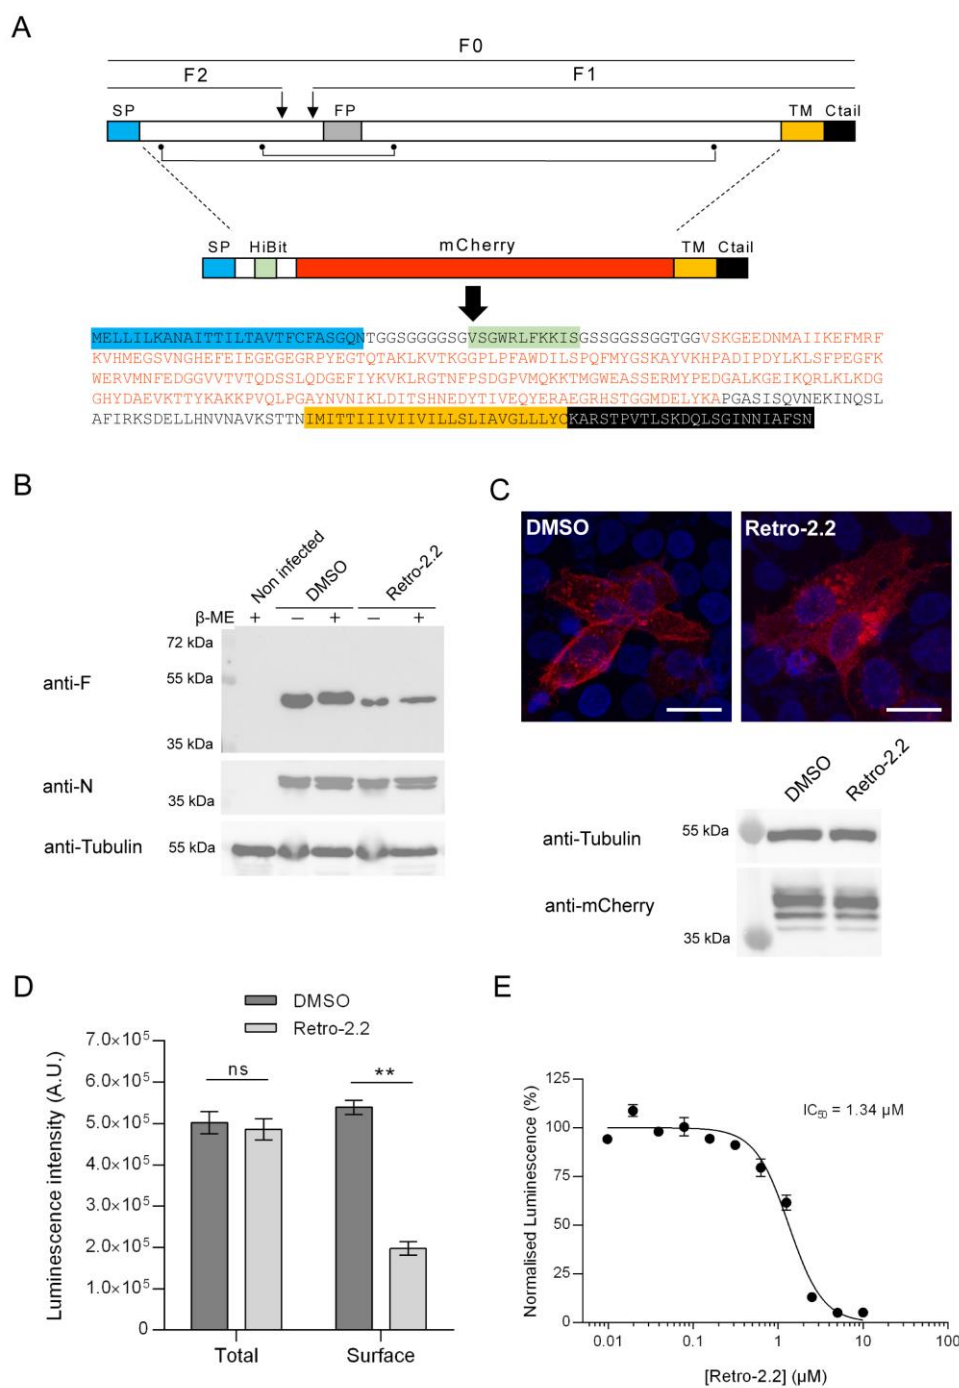 A
F0
F2 F1
SP FP TM Ctail
SP HiBit mCherry TM Ctail
MELLILKANAITTILTAVTFCFASGQNTGGSGGGGSGVSGWRLFKKISGSSGGSSGGTGGVSKGEEDNMAIIKEFMRF
KVHMEGSVNGHEFEIEGEGEGRPYEGTQTAKLKVTKGGPLPFAWDILSPQFMYGSKAYVKHPADIPDYLKLSFPEGFK
WERVMNFEDGGVVTVTQDSSLQDGEFIYKVKLRGTNFPSDGPVMQKKTMGWEASSERMYPEDGALKGEIKQRLKLKDG
GHYDAEVKTTYKAKKPVQLPGAYNVNIKLDITSHNEDYTIVEQYERAEGRHSTGGMDELYKAPGASISQVNEKINQSL
AFIRKSDELLHNVNAVKSTTNIMITTIIIVIIVILLSLIAVGLLLYCKARSTPVTLSKDQLSGINNIAFSN
B
Non infected
DMSO
Retro-2.2
β-ME + – + – +
72 kDa
55 kDa
anti-F
35 kDa
anti-N
35 kDa
anti-Tubulin 55 kDa
C
DMSO Retro-2.2
DMSO
Retro-2.2
anti-Tubulin 55 kDa
anti-mCherry
35 kDa
D
DMSO
Retro-2.2
Luminescence intensity (A.U.)
7.0×10⁵
6.0×10⁵
5.0×10⁵
4.0×10⁵
3.0×10⁵
2.0×10⁵
1.0×10⁵
0
ns **
Total Surface
E
Normalised Luminescence (%)
125
100
75
50
25
0
IC₅₀ = 1.34 µM
0.01 0.1 1 10 100
[Retro-2.2] (µM)